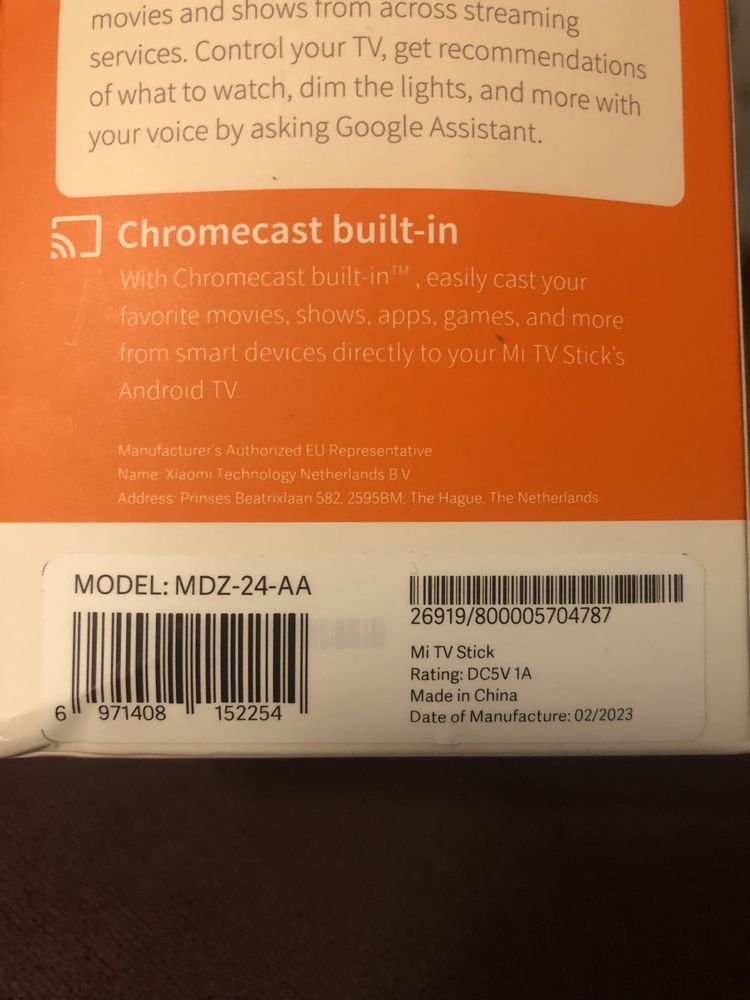 movies and shows from across streaming
services. Control your TV, get recommendations
of what to watch, dim the lights, and more with
your voice by asking Google Assistant.
Chromecast built-in
With Chromecast built-in™, easily cast your
favorite movies, shows, apps, games, and more
from smart devices directly to your Mi TV Stick's
Android TV.
Manufacturer's Authorized EU Representative
Name: Xiaomi Technology Netherlands B.V
Address: Prinses Beatrixlaan 582, 2595BM, The Hague, The Netherlands
MODEL: MDZ-24-AA
6 971408 152254
26919/800005704787
Mi TV Stick
Rating: DC5V 1A
Made in China
Date of Manufacture: 02/2023